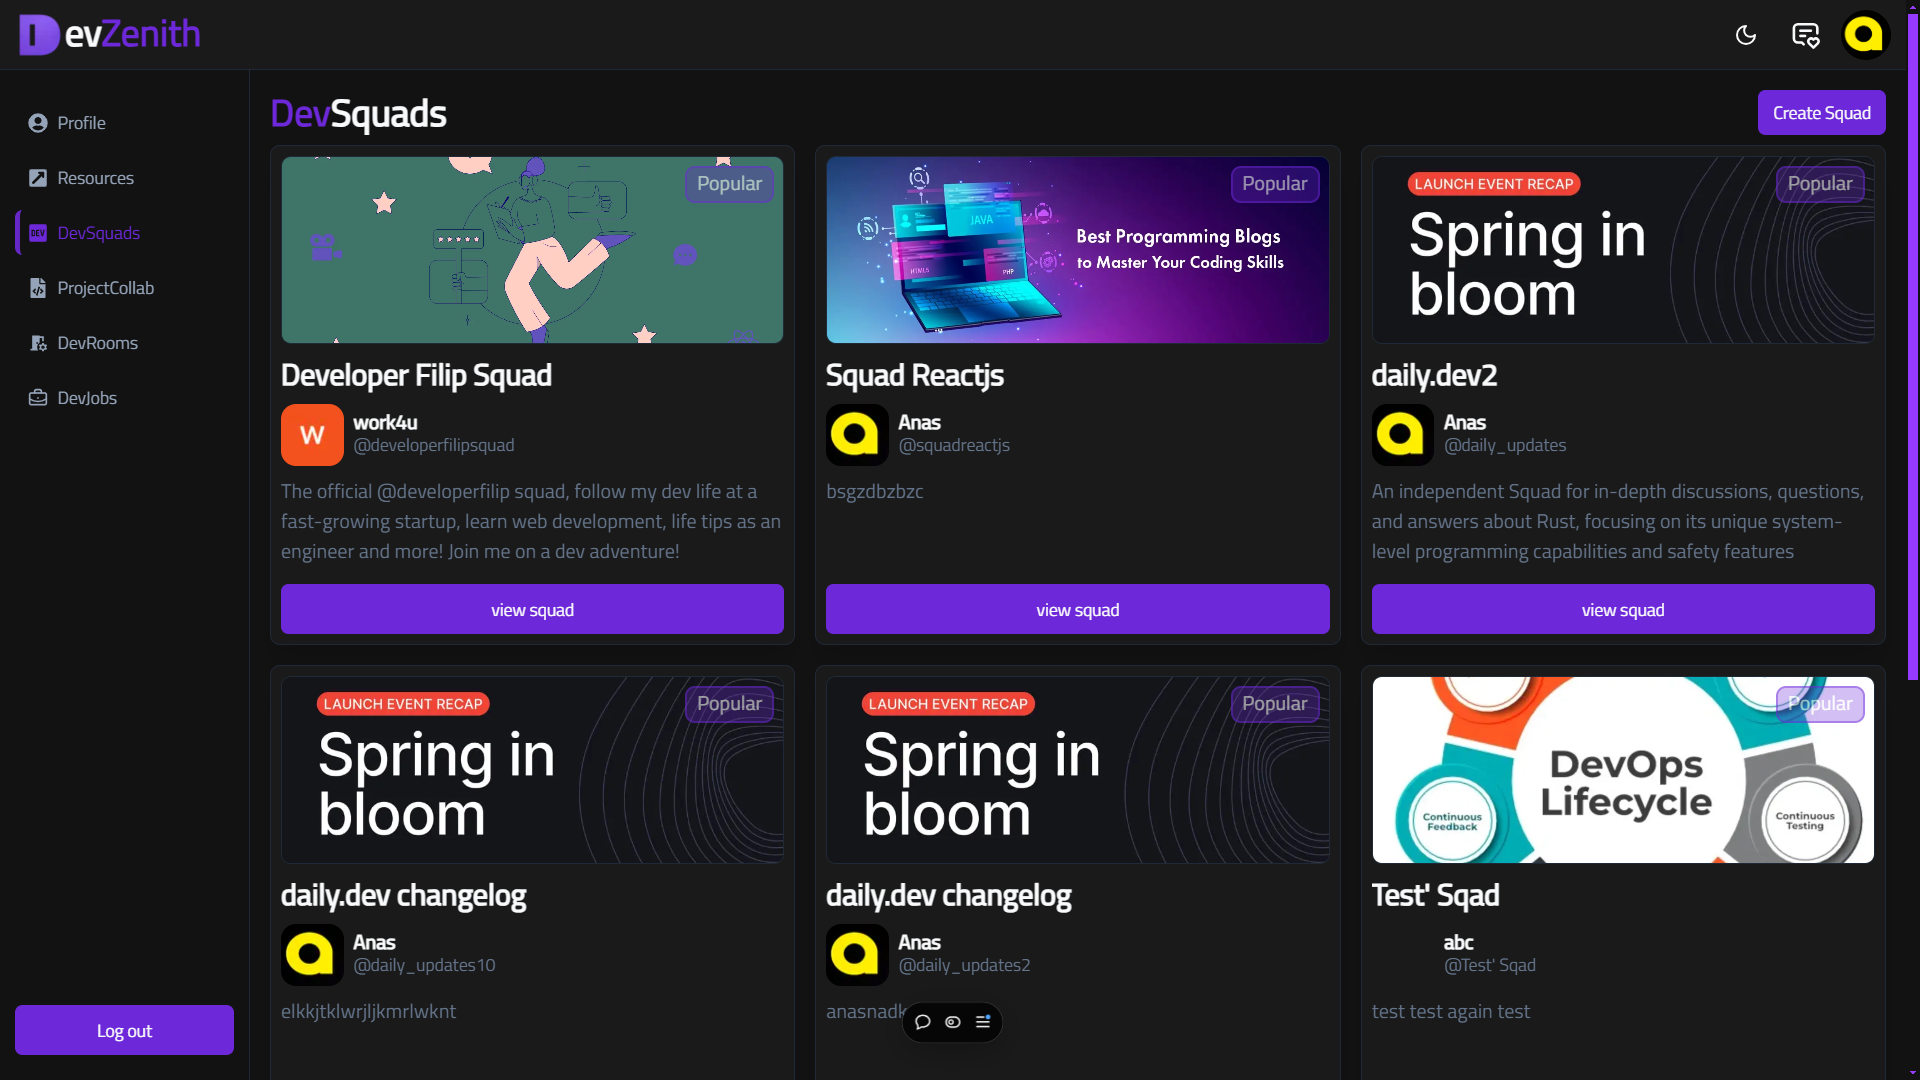 DevZenith
Profile
Resources
DEV DevSquads
ProjectCollab
DevRooms
DevJobs
Log out
DevSquads
Create Squad
Popular
Developer Filip Squad
W
work4u
@developerfilipsquad
The official @developerfilip squad, follow my dev life at a
fast-growing startup, learn web development, life tips as an
engineer and more! Join me on a dev adventure!
view squad
Popular
JAVA
HTML5
PHP
Best Programming Blogs
to Master Your Coding Skills
Squad Reactjs
Anas
@squadreactjs
bsgzdbzbzc
view squad
LAUNCH EVENT RECAP
Popular
Spring in
bloom
daily.dev2
Anas
@daily_updates
An independent Squad for in-depth discussions, questions,
and answers about Rust, focusing on its unique system-
level programming capabilities and safety features
view squad
LAUNCH EVENT RECAP
Popular
Spring in
bloom
daily.dev changelog
Anas
@daily_updates10
elkkjtklwrjljkmrlwknt
LAUNCH EVENT RECAP
Popular
Spring in
bloom
daily.dev changelog
Anas
@daily_updates2
anasnadk
Popular
DevOps
Lifecycle
Continuous
Feedback
Continuous
Testing
Test' Sqad
abc
@Test' Sqad
test test again test